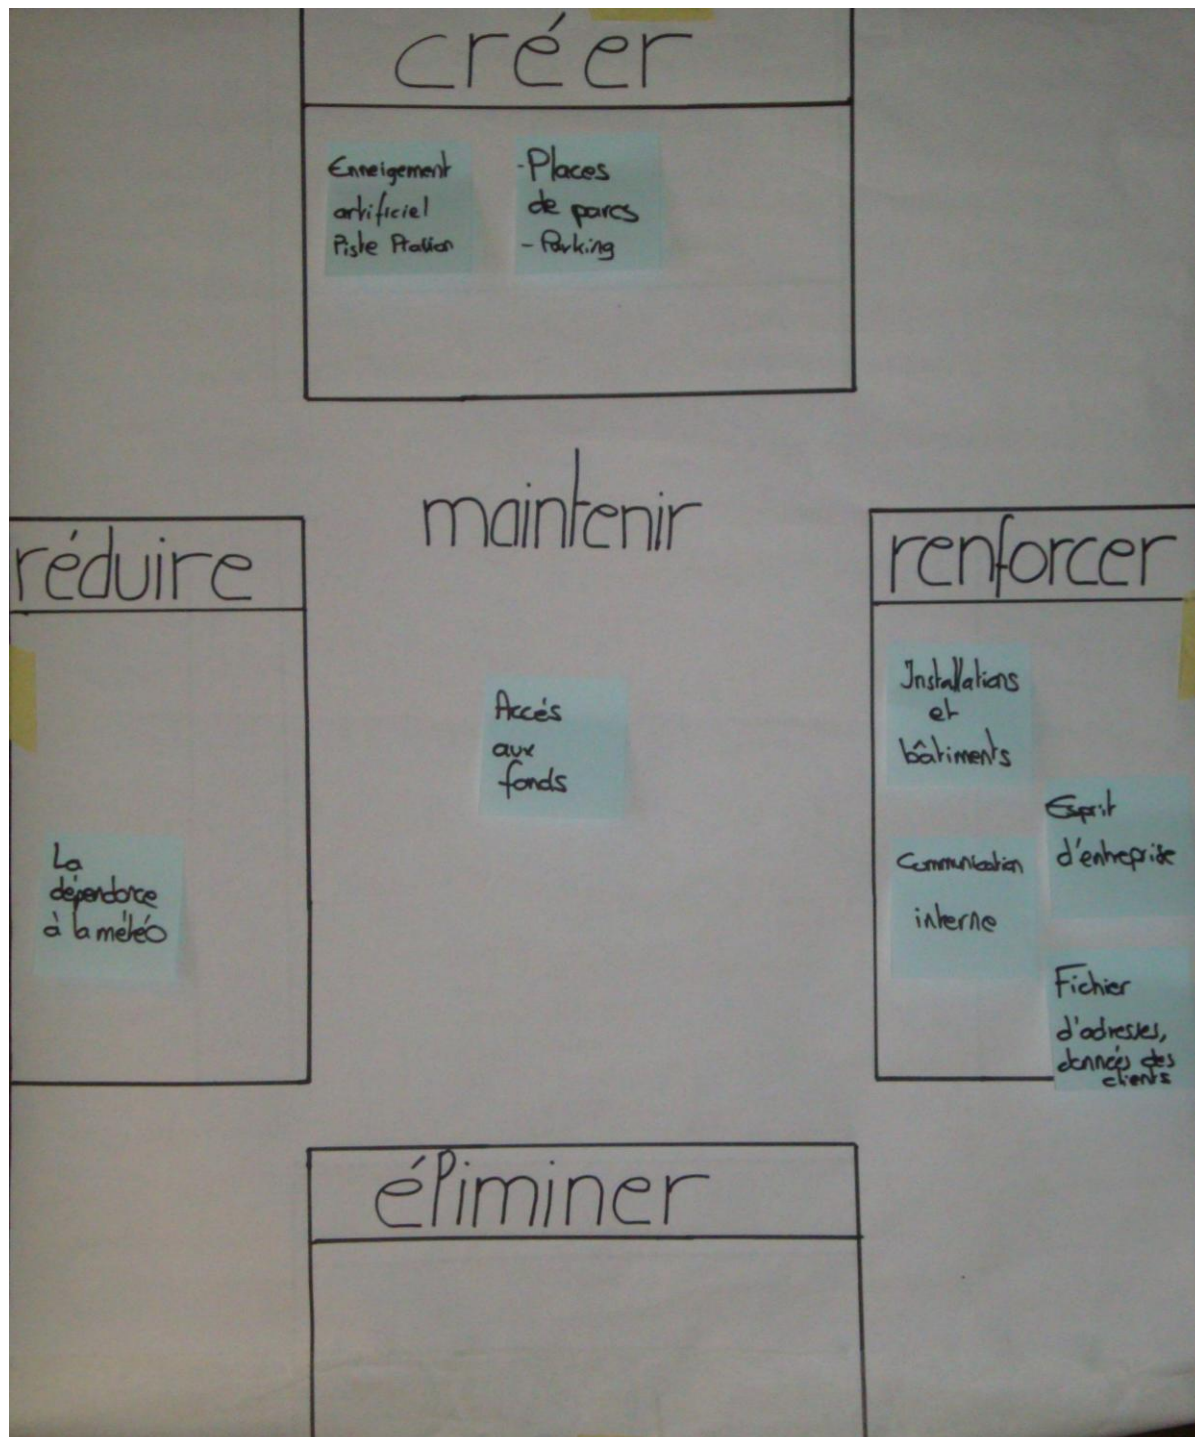 créer
Enneigement
artificiel
Piste
- Places
de parcs
- Parking
maintenir
Accés
aux
fonds
réduire
La
dépendance
à la météo
renforcer
Installations
et
bâtiments
Esprit
d'entreprise
Communication
interne
Fichier
d'adresses,
données des
clients
éliminer